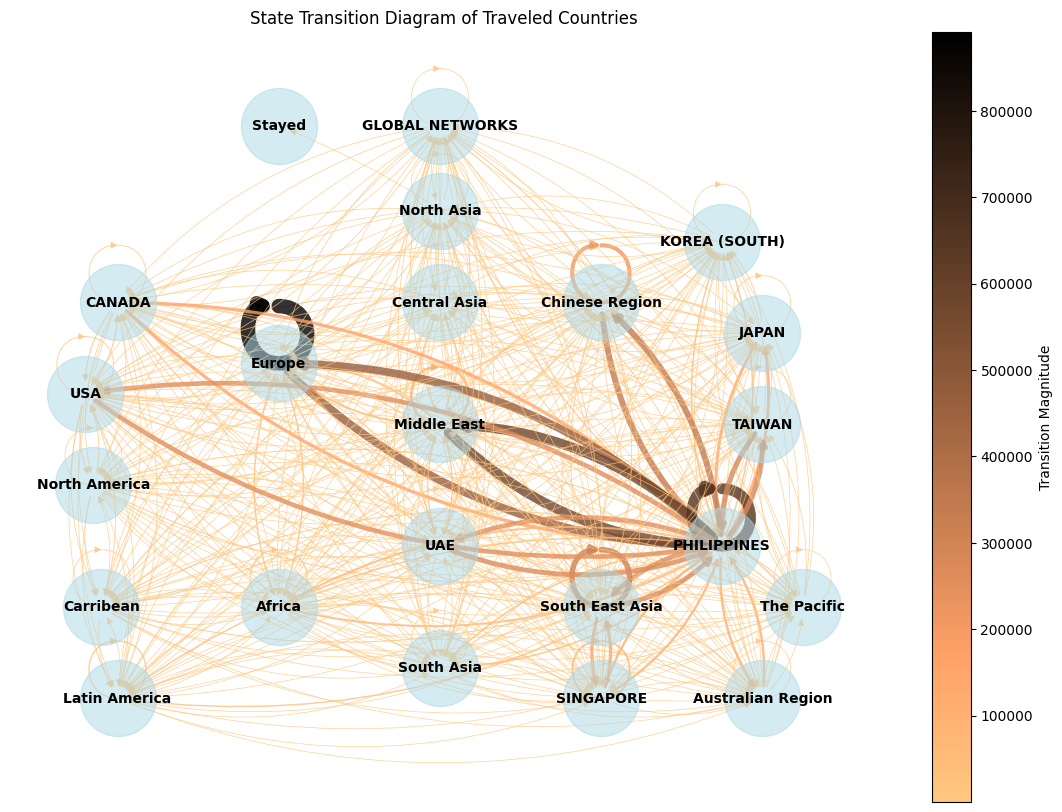 State Transition Diagram of Traveled Countries
Stayed
GLOBAL NETWORKS
North Asia
KOREA (SOUTH)
CANADA
Central Asia
Chinese Region
JAPAN
Europe
USA
Middle East
TAIWAN
North America
UAE
PHILIPPINES
Carribean
Africa
South East Asia
The Pacific
South Asia
Latin America
SINGAPORE
Australian Region
800000
700000
600000
500000
400000
300000
200000
100000
Transition Magnitude